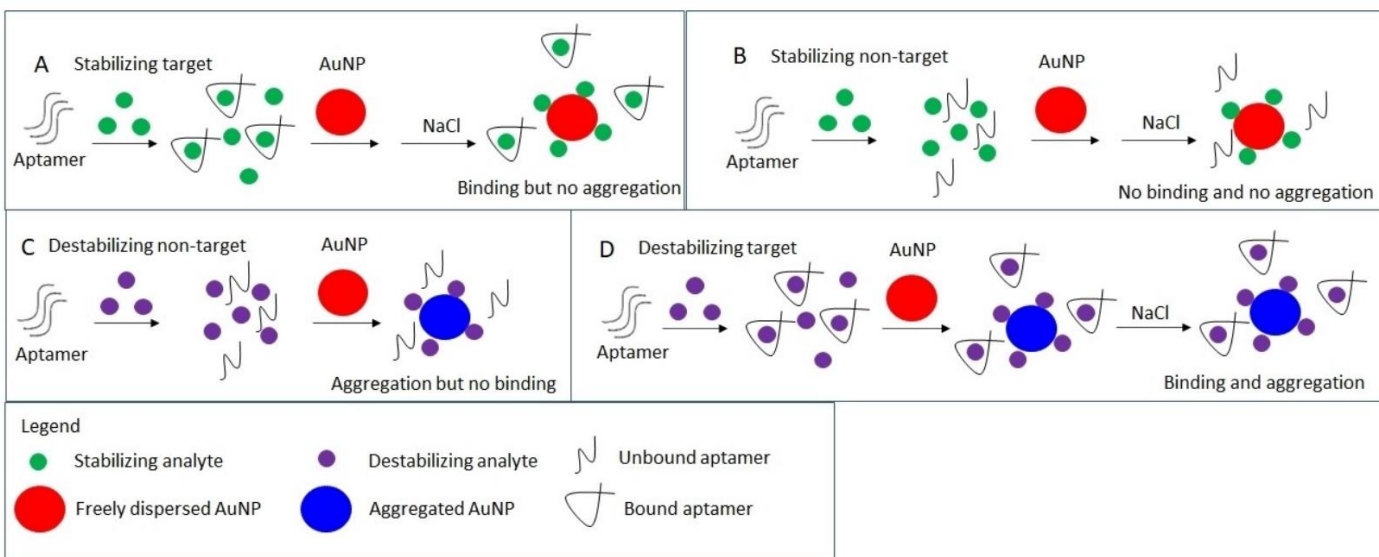 A Stabilizing target
AuNP
Aptamer
NaCl
Binding but no aggregation
B Stabilizing non-target
AuNP
Aptamer
NaCl
No binding and no aggregation
C Destabilizing non-target
AuNP
Aptamer
Aggregation but no binding
D Destabilizing target
AuNP
Aptamer
NaCl
Binding and aggregation
Legend
Stabilizing analyte
Destabilizing analyte
Unbound aptamer
Freely dispersed AuNP
Aggregated AuNP
Bound aptamer